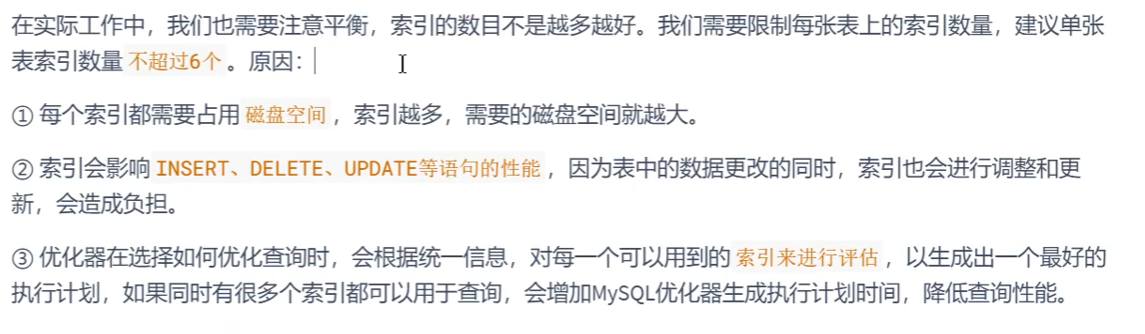 在实际工作中，我们也需要注意平衡，索引的数目不是越多越好。我们需要限制每张表上的索引数量，建议单张
表索引数量 不超过6个 。原因：
① 每个索引都需要占用 磁盘空间 ，索引越多，需要的磁盘空间就越大。
② 索引会影响 INSERT、DELETE、UPDATE等语句的性能 ，因为表中的数据更改的同时，索引也会进行调整和更
新，会造成负担。
③ 优化器在选择如何优化查询时，会根据统一信息，对每一个可以用到的 索引来进行评估 ，以生成出一个最好的
执行计划，如果同时有很多个索引都可以用于查询，会增加MySQL优化器生成执行计划时间，降低查询性能。